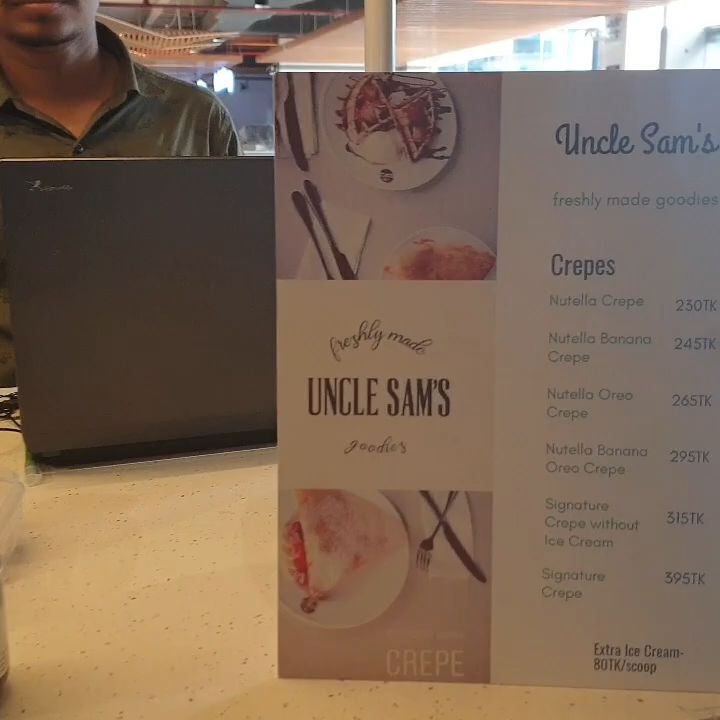 freshly made
UNCLE SAM'S
goodies
CREPE
Uncle Sam's
freshly made goodies
Crepes
Nutella Crepe 230TK
Nutella Banana 245TK
Crepe
Nutella Oreo 265TK
Crepe
Nutella Banana 295TK
Oreo Crepe
Signature
Crepe without 315TK
Ice Cream
Signature 395TK
Crepe
Extra Ice Cream-
80TK/scoop